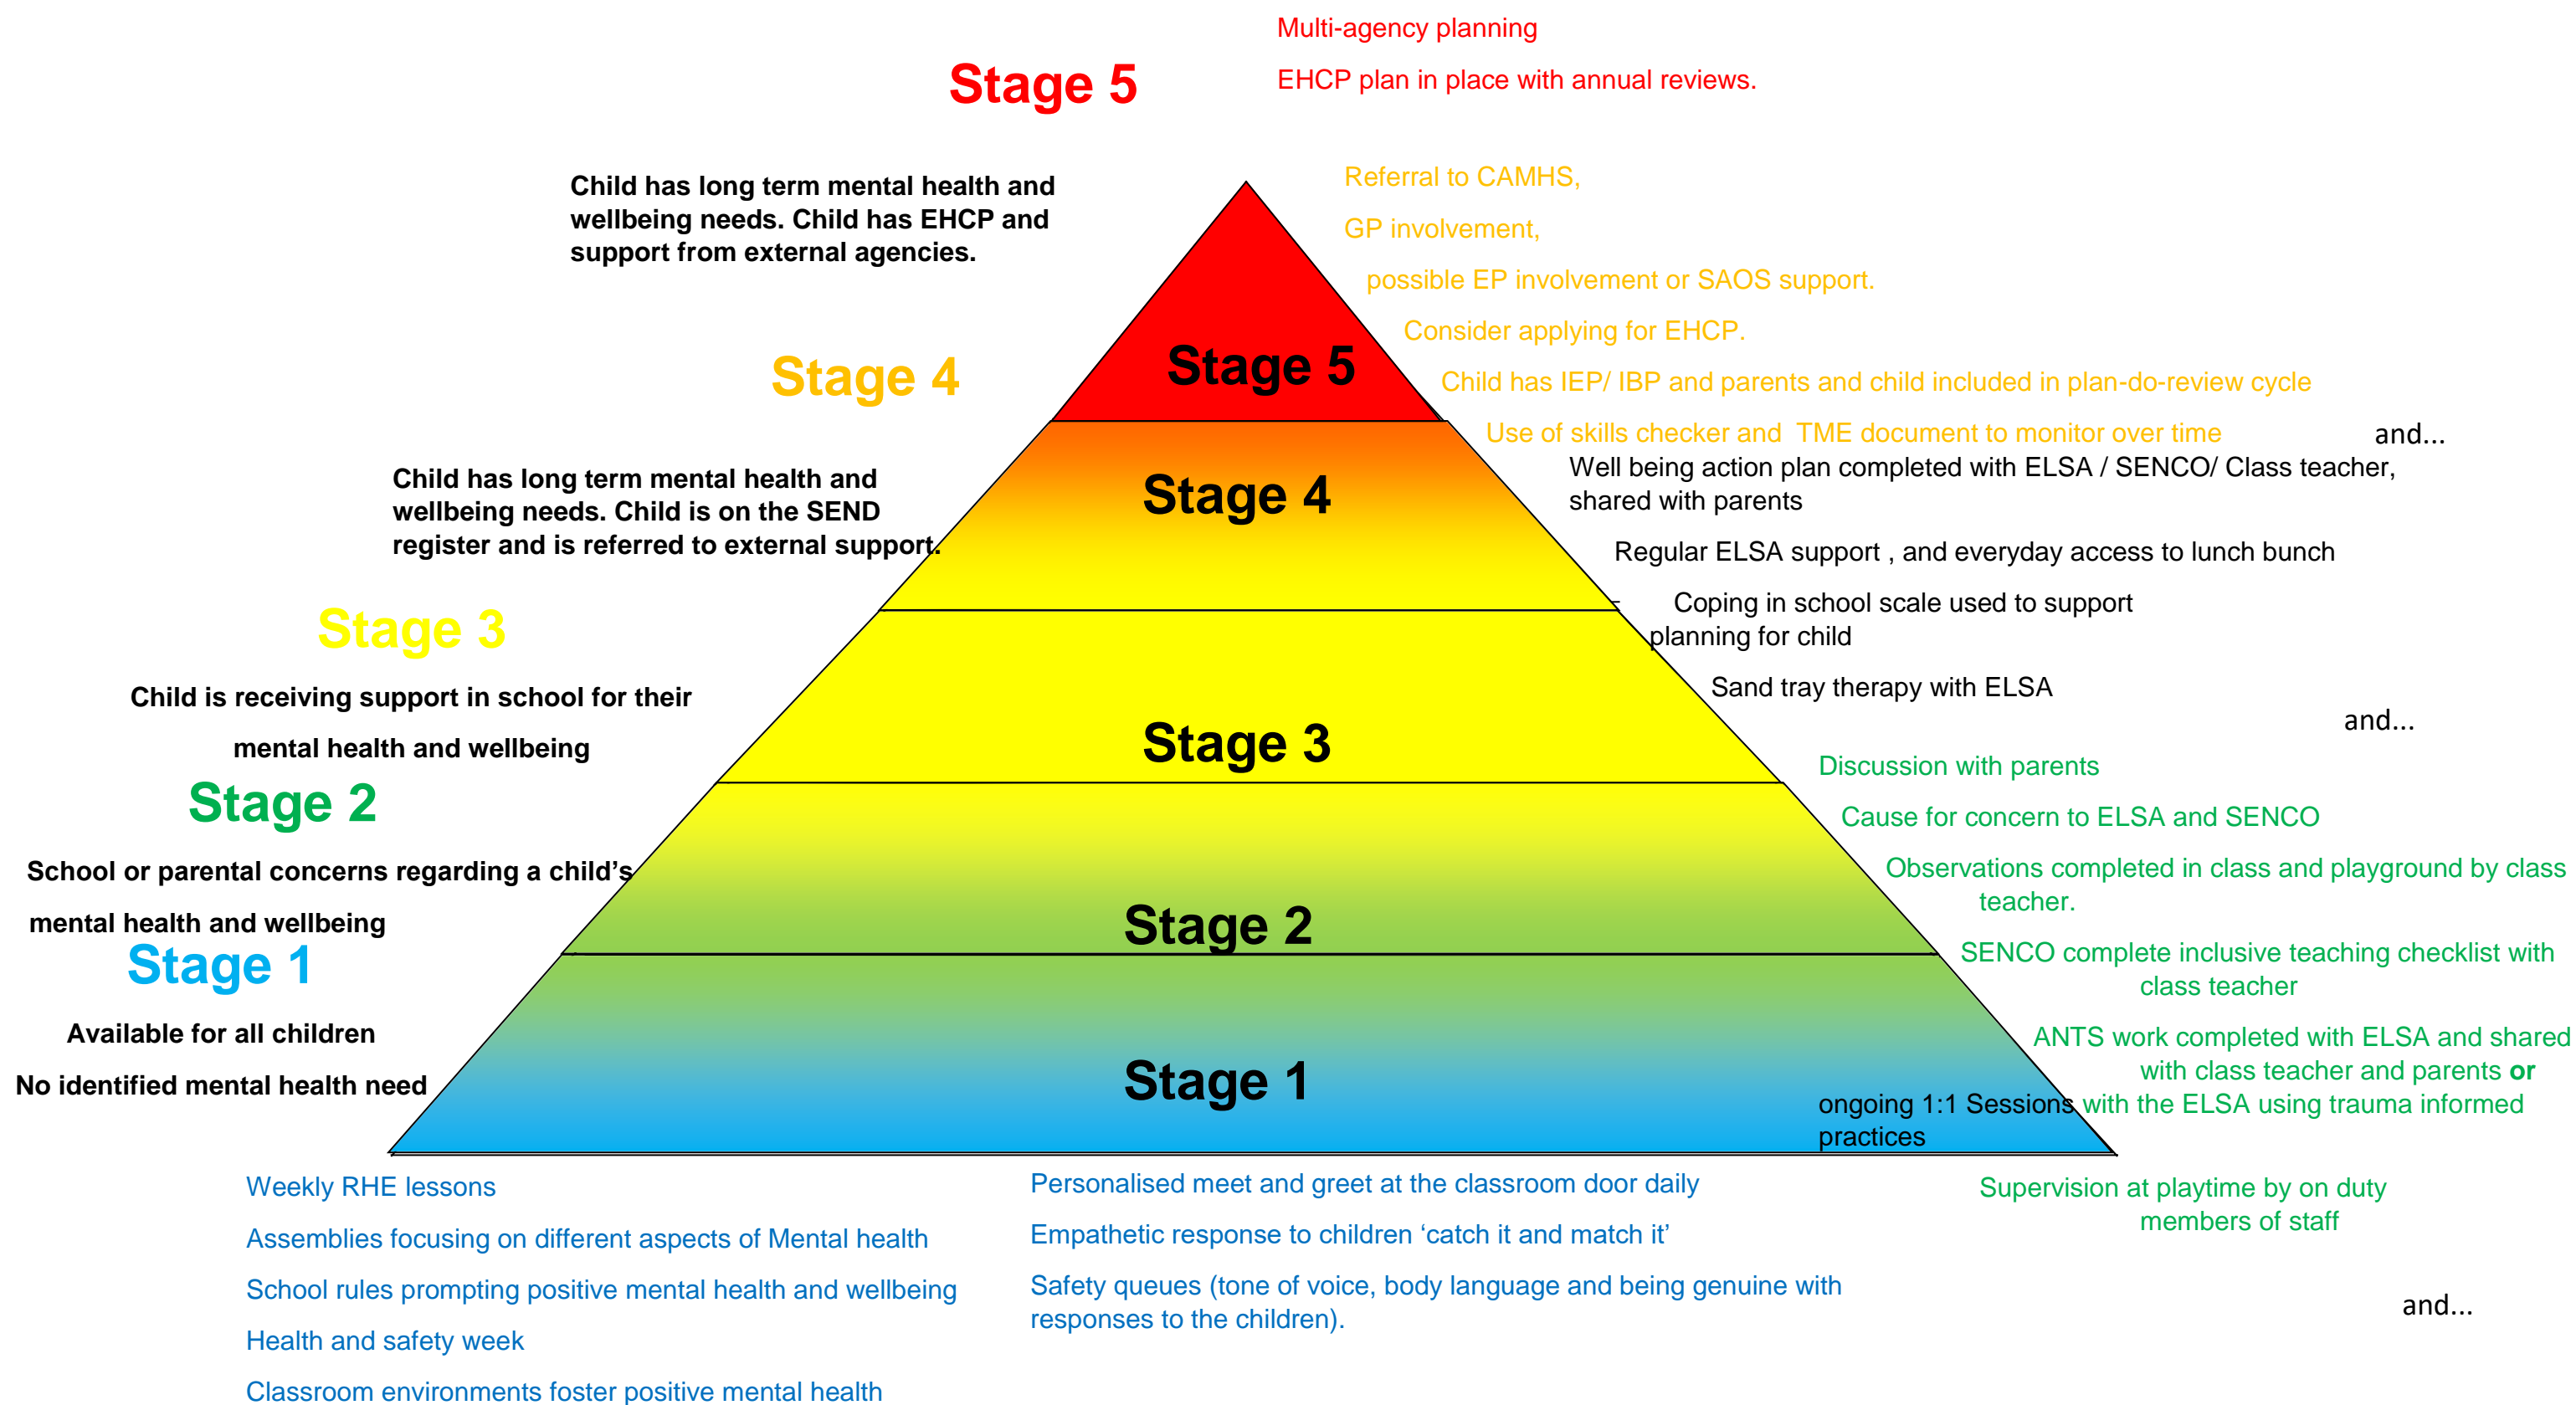 Multi-agency planning
Stage 5
EHCP plan in place with annual reviews.
Child has long term mental health and
wellbeing needs. Child has EHCP and
support from external agencies.
Referral to CAMHS,
GP involvement,
possible EP involvement or SAOS support.
Consider applying for EHCP.
Child has IEP/ IBP and parents and child included in plan-do-review cycle
Use of skills checker and  TME document to monitor over time
and...
Stage 5
Stage 4
Child has long term mental health and
wellbeing needs. Child is on the SEND
register and is referred to external support.
Stage 4
Well being action plan completed with ELSA / SENCO/ Class teacher,
shared with parents
Regular ELSA support , and everyday access to lunch bunch
Coping in school scale used to support
planning for child
Sand tray therapy with ELSA
and...
Stage 3
Child is receiving support in school for their
mental health and wellbeing
Stage 3
Discussion with parents
Cause for concern to ELSA and SENCO
Observations completed in class and playground by class
teacher.
SENCO complete inclusive teaching checklist with
class teacher
ANTS work completed with ELSA and shared
with class teacher and parents or
ongoing 1:1 Sessions with the ELSA using trauma informed
practices
Supervision at playtime by on duty
members of staff
and...
Stage 2
School or parental concerns regarding a child’s
mental health and wellbeing
Stage 2
Stage 1
Available for all children
No identified mental health need
Stage 1
Weekly RHE lessons
Assemblies focusing on different aspects of Mental health
School rules prompting positive mental health and wellbeing
Health and safety week
Classroom environments foster positive mental health
Personalised meet and greet at the classroom door daily
Empathetic response to children ‘catch it and match it’
Safety queues (tone of voice, body language and being genuine with
responses to the children).